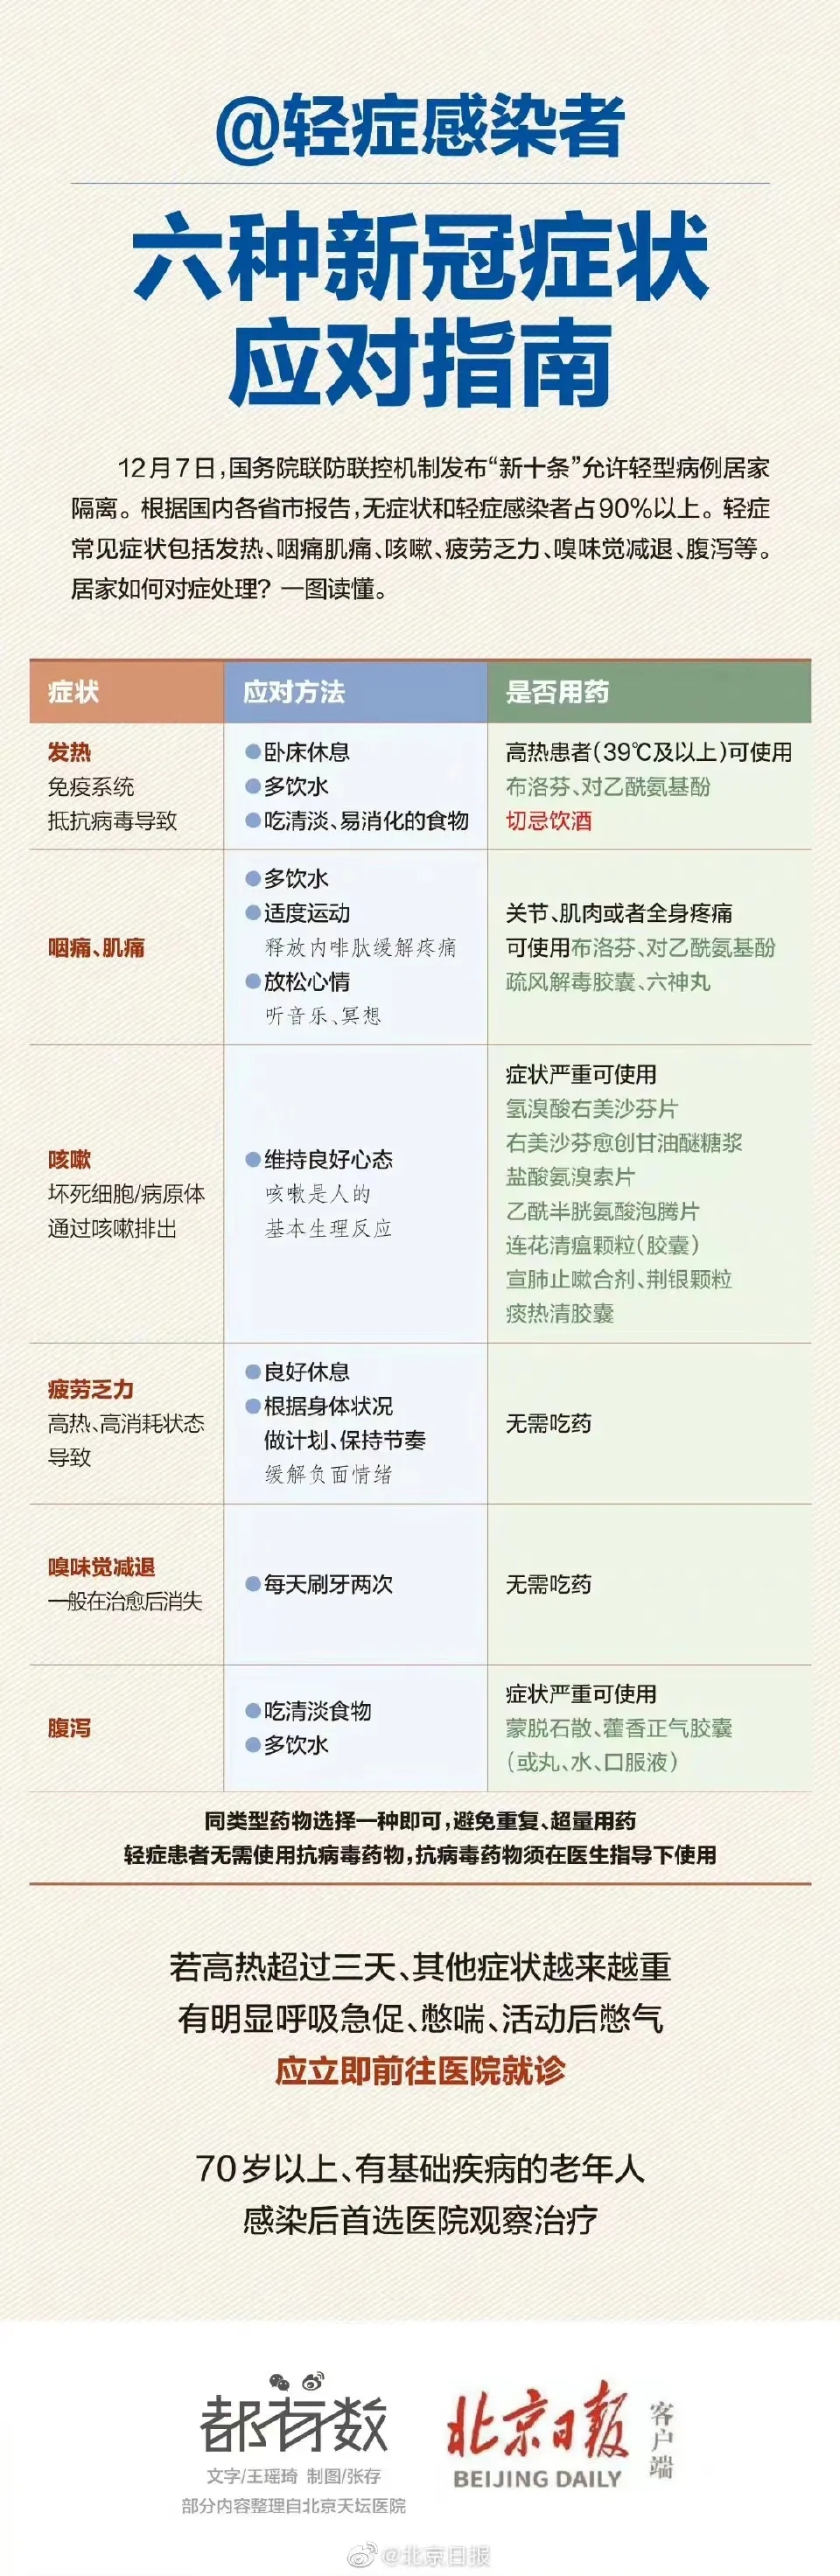 @轻症感染者
六种新冠症状
应对指南
12月7日,国务院联防联控机制发布“新十条”允许轻型病例居家
隔离。根据国内各省市报告,无症状和轻症感染者占90%以上。轻症
常见症状包括发热、咽痛肌痛、咳嗽、疲劳乏力、嗅味觉减退、腹泻等。
居家如何对症处理？一图读懂。
症状
应对方法
是否用药
发热
免疫系统
抵抗病毒导致
●卧床休息
●多饮水
●吃清淡、易消化的食物
高热患者(39℃及以上)可使用
布洛芬、对乙酰氨基酚
切忌饮酒
咽痛、肌痛
●多饮水
●适度运动
释放内啡肽缓解疼痛
●放松心情
听音乐、冥想
关节、肌肉或者全身疼痛
可使用布洛芬、对乙酰氨基酚
疏风解毒胶囊、六神丸
咳嗽
坏死细胞/病原体
通过咳嗽排出
●维持良好心态
咳嗽是人的
基本生理反应
症状严重可使用
氢溴酸右美沙芬片
右美沙芬愈创甘油醚糖浆
盐酸氨溴索片
乙酰半胱氨酸泡腾片
连花清瘟颗粒(胶囊)
宣肺止嗽合剂、荆银颗粒
痰热清胶囊
疲劳乏力
高热、高消耗状态
导致
●良好休息
●根据身体状况
做计划、保持节奏
缓解负面情绪
无需吃药
嗅味觉减退
一般在治愈后消失
●每天刷牙两次
无需吃药
腹泻
●吃清淡食物
●多饮水
症状严重可使用
蒙脱石散、藿香正气胶囊
(或丸、水、口服液)
同类型药物选择一种即可,避免重复、超量用药
轻症患者无需使用抗病毒药物,抗病毒药物须在医生指导下使用
若高热超过三天、其他症状越来越重
有明显呼吸急促、憋喘、活动后憋气
应立即前往医院就诊
70岁以上、有基础疾病的老年人
感染后首选医院观察治疗
都有数
文字/王瑶琦 制图/张存
部分内容整理自北京天坛医院
北京日报
BEIJING DAILY
客户端
@北京日报